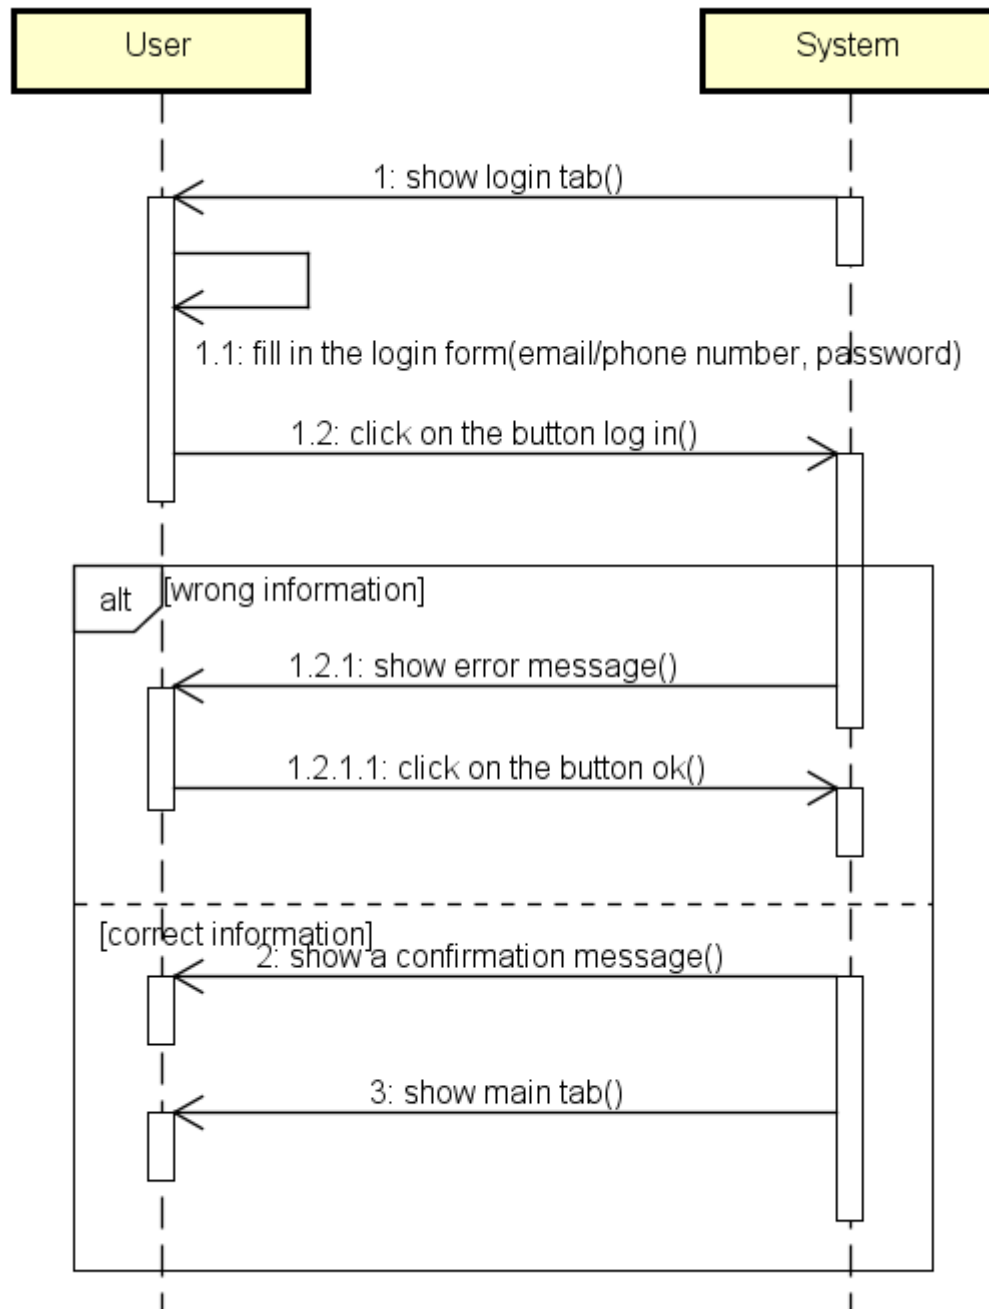 User
System
1: show login tab()
1.1: fill in the login form(email/phone number, password)
1.2: click on the button log in()
alt
[wrong information]
1.2.1: show error message()
1.2.1.1: click on the button ok()
[correct information]
2: show a confirmation message()
3: show main tab()